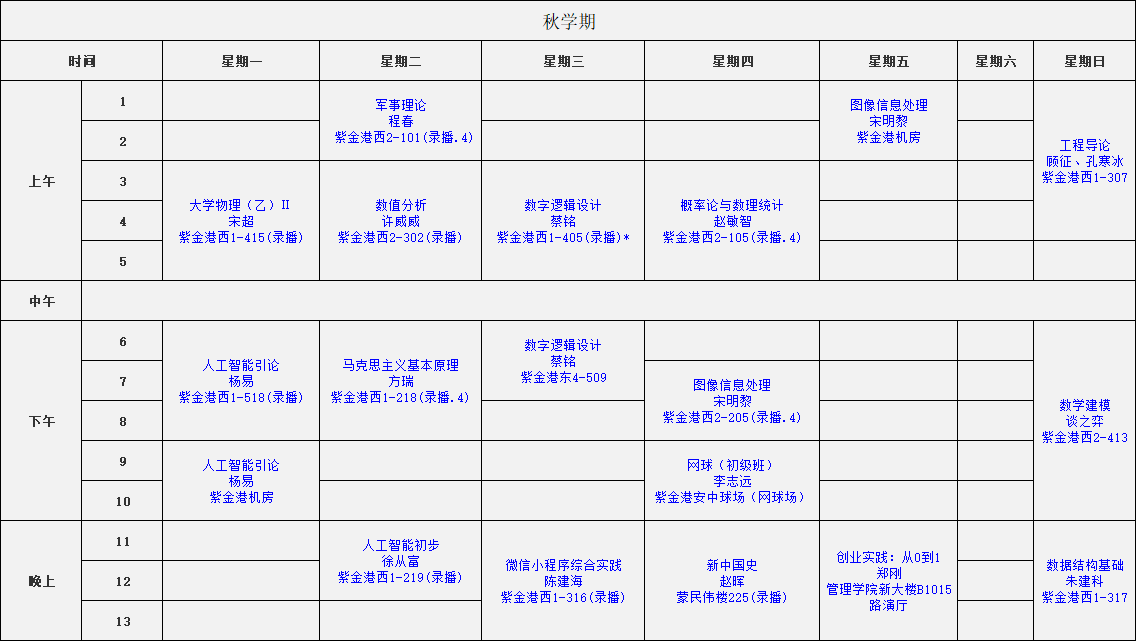 秋学期
时间
星期一
星期二
星期三
星期四
星期五
星期六
星期日
上午
1
军事理论
程春
紫金港西2-101(录播.4)
图像信息处理
宋明黎
紫金港机房
工程导论
顾征、孔寒冰
紫金港西1-307
2
3
大学物理（乙）Ⅱ
宋超
紫金港西1-415(录播)
数值分析
许威威
紫金港西2-302(录播)
数字逻辑设计
蔡铭
紫金港西1-405(录播)*
概率论与数理统计
赵敏智
紫金港西2-105(录播.4)
4
5
中午
下午
6
人工智能引论
杨易
紫金港西1-518(录播)
马克思主义基本原理
方瑞
紫金港西1-218(录播.4)
数字逻辑设计
蔡铭
紫金港东4-509
数学建模
谈之奕
紫金港西2-413
7
图像信息处理
宋明黎
紫金港西2-205(录播.4)
8
9
人工智能引论
杨易
紫金港机房
网球（初级班）
李志远
紫金港安中球场（网球场）
10
晚上
11
人工智能初步
徐从富
紫金港西1-219(录播)
微信小程序综合实践
陈建海
紫金港西1-316(录播)
新中国史
赵晖
蒙民伟楼225(录播)
创业实践：从0到1
郑刚
管理学院新大楼B1015
路演厅
数据结构基础
朱建科
紫金港西1-317
12
13